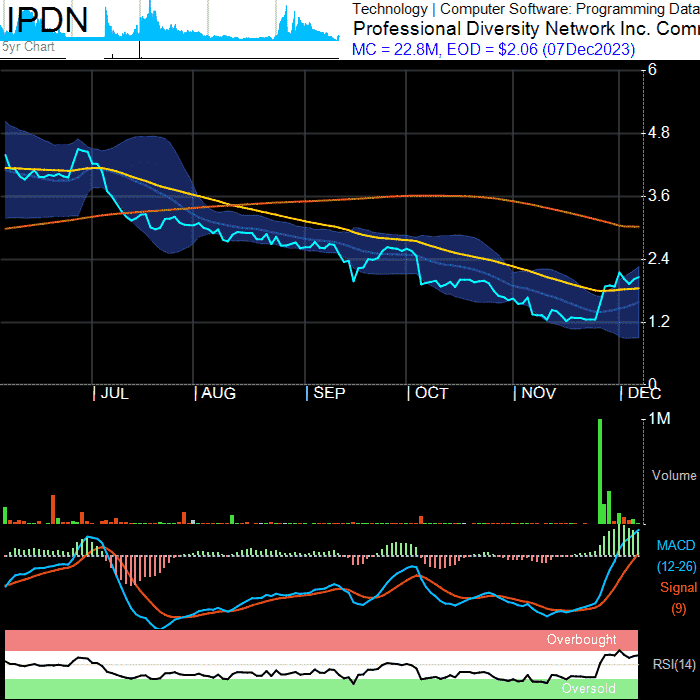 IPDN
5yr Chart
Technology | Computer Software: Programming Data
Professional Diversity Network Inc. Comm
MC = 22.8M, EOD = $2.06 (07Dec2023)
6
4.8
3.6
2.4
1.2
0
JUL
AUG
SEP
OCT
NOV
DEC
1M
Volume
MACD
(12-26)
Signal
(9)
Overbought
RSI(14)
Oversold